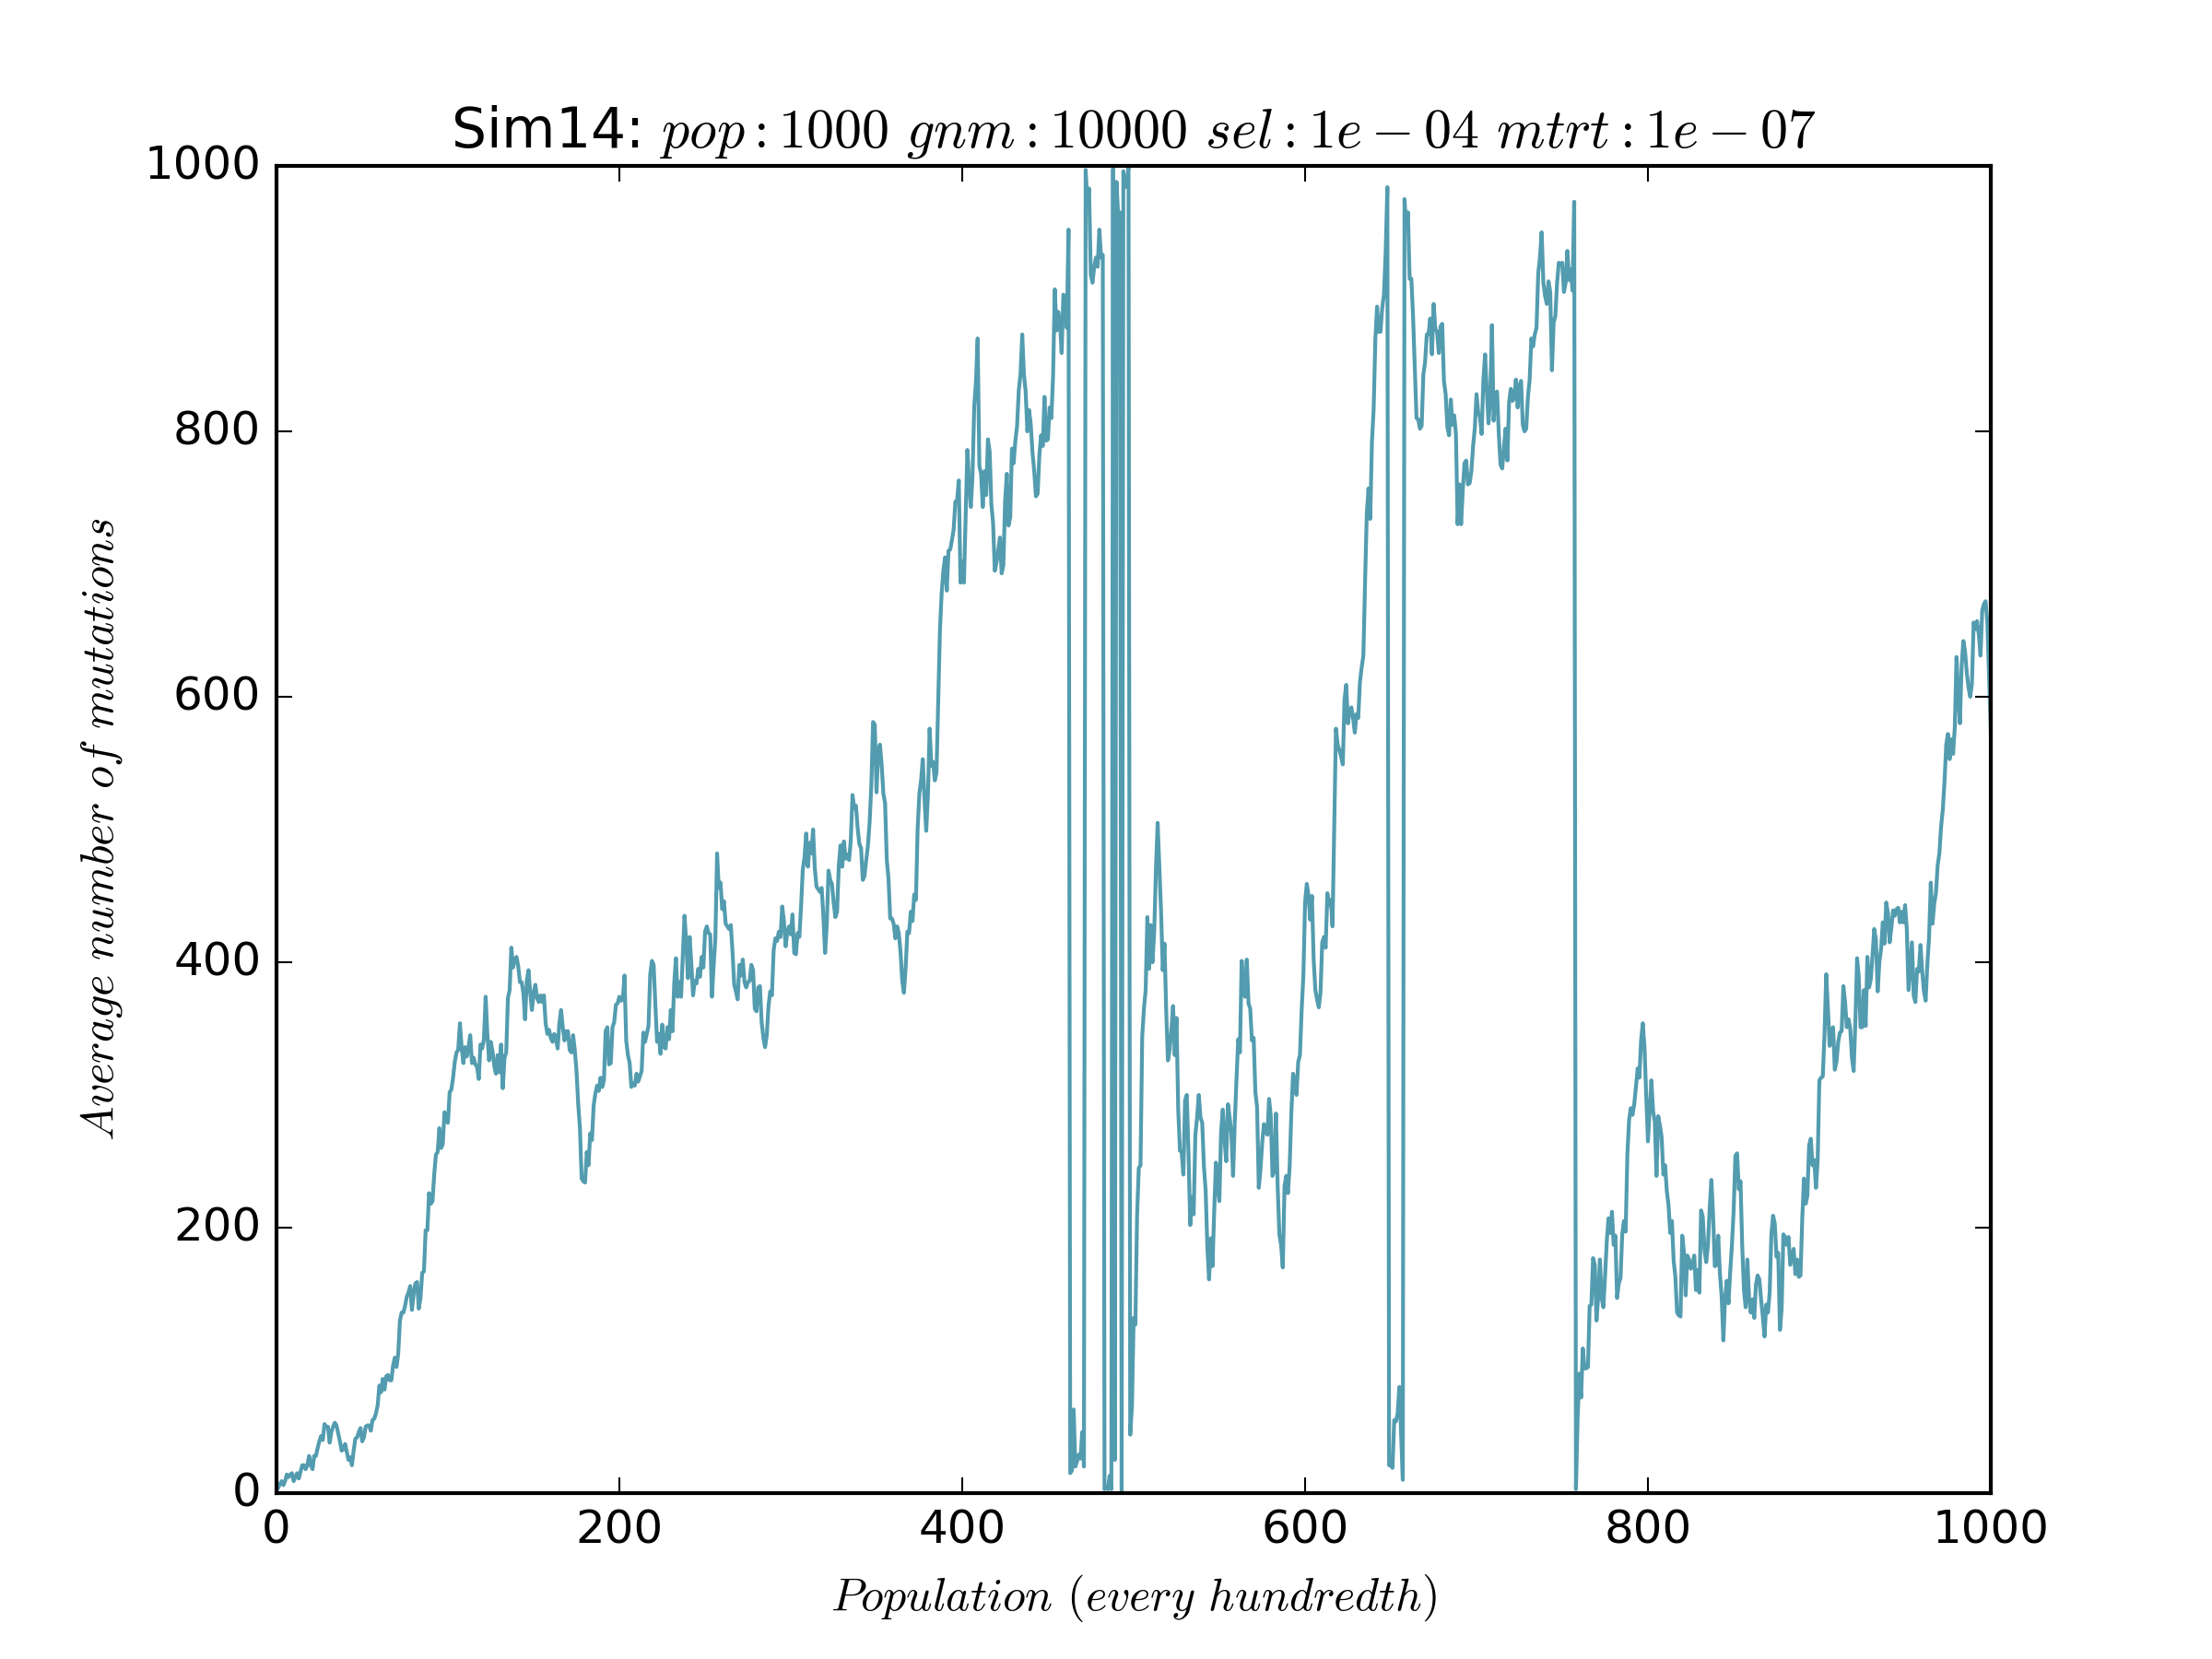 Sim14: pop : 1000 gnm : 10000 sel : 1e − 04 mtrt : 1e − 07
1000
800
600
400
200
0
Average number of mutations
0 200 400 600 800 1000
Population (every hundredth)